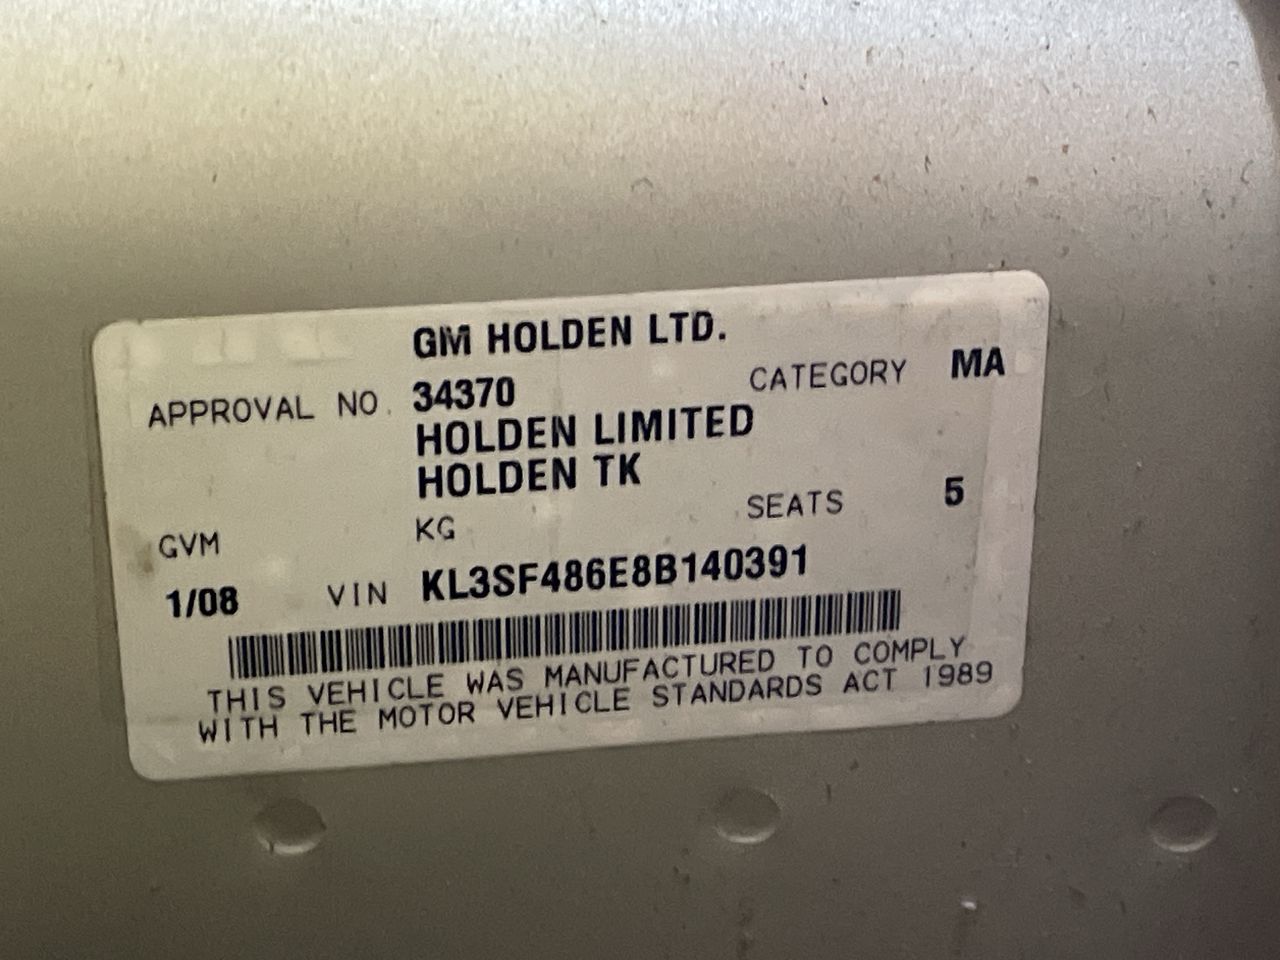 GM HOLDEN LTD.
APPROVAL NO. 34370 CATEGORY MA
HOLDEN LIMITED
HOLDEN TK
GVM KG SEATS 5
1/08 VIN KL3SF486E8B140391
THIS VEHICLE WAS MANUFACTURED TO COMPLY
WITH THE MOTOR VEHICLE STANDARDS ACT 1989